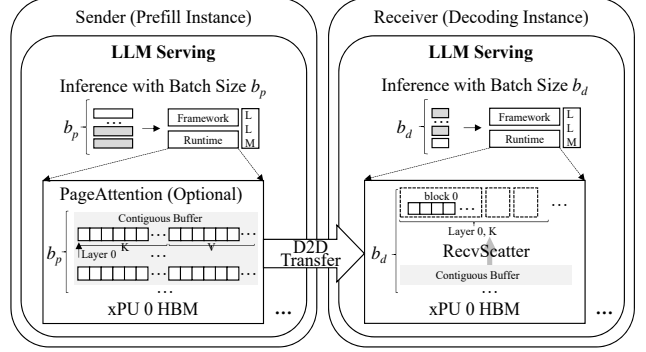 Sender (Prefill Instance)
LLM Serving
Inference with Batch Size b_p
b_p
...
Framework
Runtime
L
L
M
PageAttention (Optional)
Contiguous Buffer
b_p
... ...
K V
Layer 0
...
... ...
...
xPU 0 HBM
...
D2D
Transfer
Receiver (Decoding Instance)
LLM Serving
Inference with Batch Size b_d
b_d
...
Framework
Runtime
L
L
M
block 0
...
...
Layer 0, K
b_d
RecvScatter
Contiguous Buffer
...
xPU 0 HBM
...